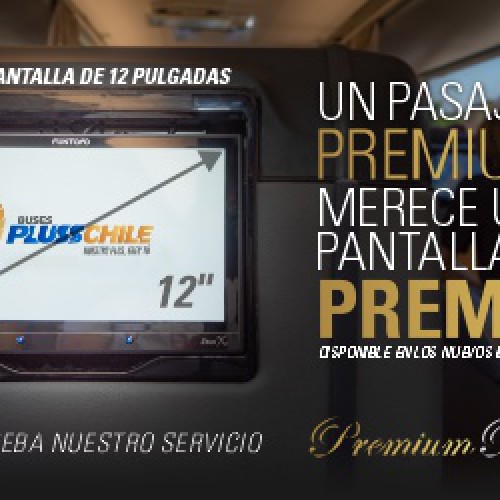 ANTALLA DE 12 PULGADAS
FUNTORO
BUSES
PLUSSCHILE
12"
UN PASAJ
PREMIU
MERECE U
PANTALLA
PREM
DISPONIBLE EN LOS NUEVOS
EBA NUESTRO SERVICIO
Premium